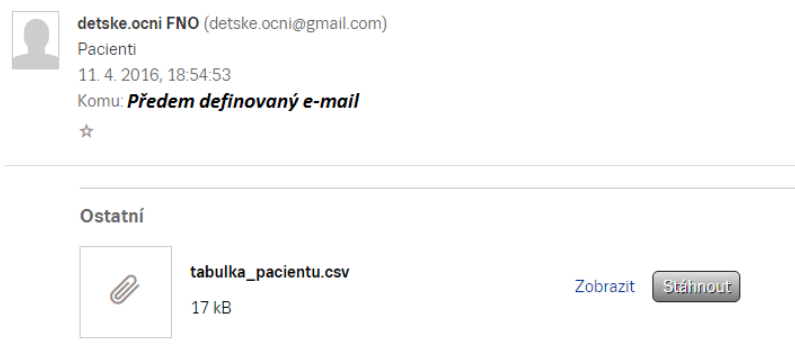 detske.ocni FNO (detske.ocni@gmail.com)
Pacienti
11. 4. 2016, 18:54:53
Komu: Předem definovaný e-mail
Ostatní
tabulka_pacientu.csv
17 kB
Zobrazit Stáhnout